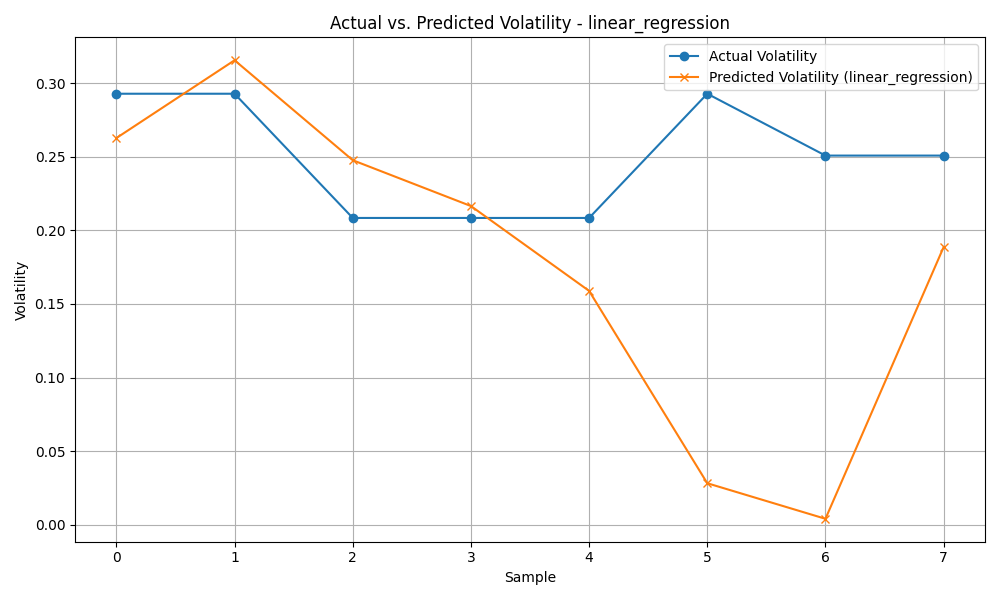 Actual vs. Predicted Volatility - linear_regression
Actual Volatility
Predicted Volatility (linear_regression)
Volatility
0.30
0.25
0.20
0.15
0.10
0.05
0.00
0 1 2 3 4 5 6 7
Sample